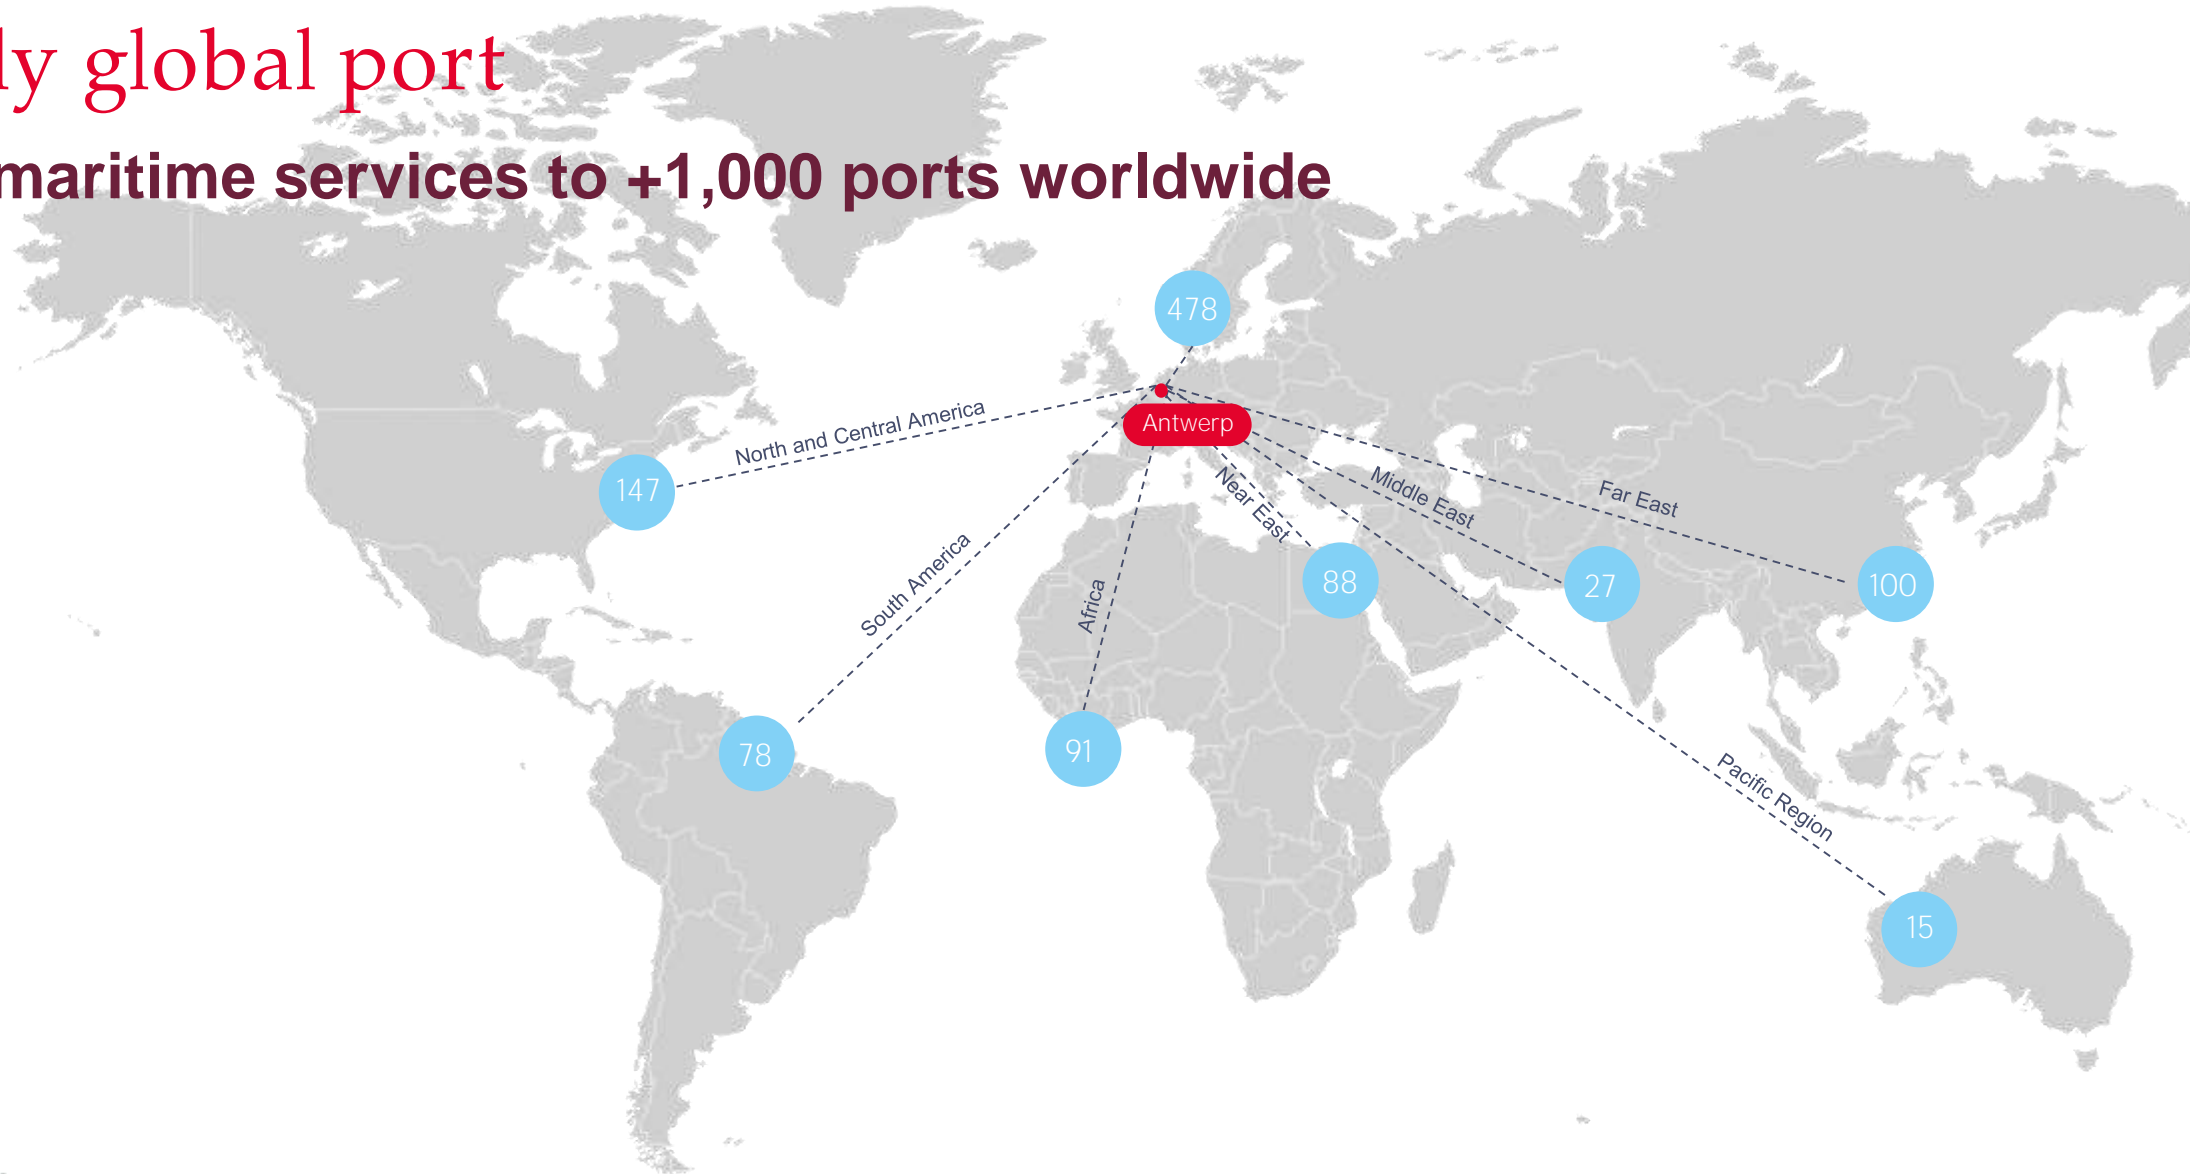 ly global port
maritime services to +1,000 ports worldwide
478
Antwerp
North and Central America
147
Near East
Middle East
Far East
South America
Africa
88
27
100
78
91
Pacific Region
15